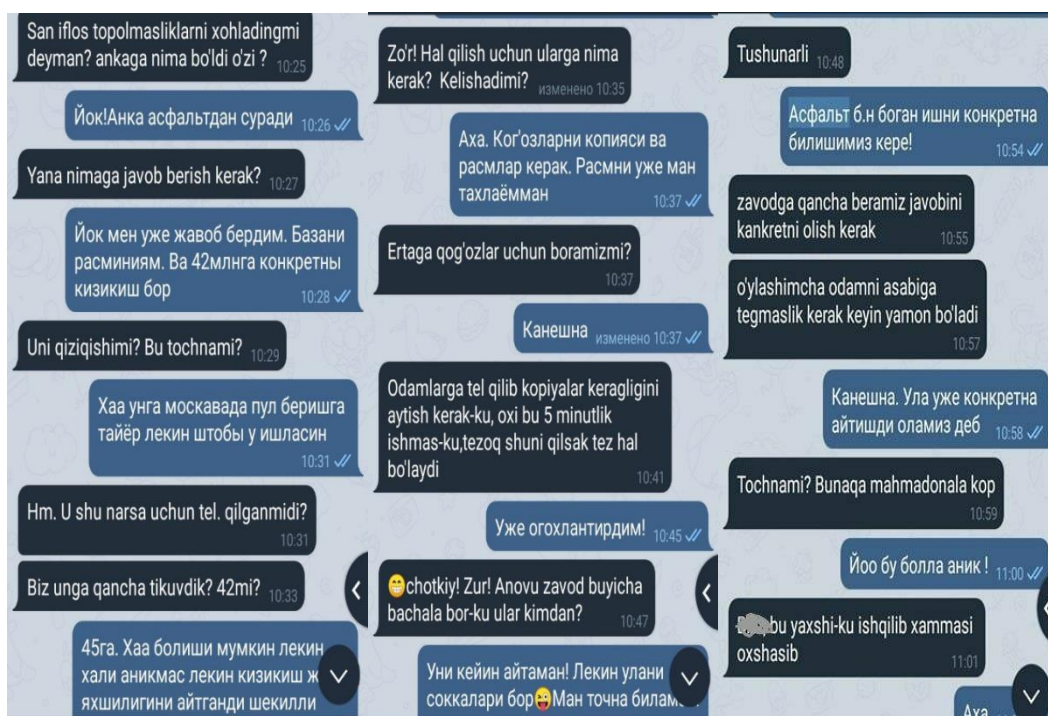 San iflos topolmasliklarni xohladingmi
deyman? ankaga nima bo'ldi o'zi ? 10:25
Йок!Анка асфальтдан суради 10:26
Yana nimaga javob berish kerak? 10:27
Йок мен уже жавоб бердим. Базани
расминиям. Ва 42млнга конкретны
кизикиш бор 10:28
Uni qiziqishimi? Bu tochnami? 10:29
Хаа унга москавада пул беришга
тайёр лекин штобы у ишласин
10:31
Hm. U shu narsa uchun tel. qilganmidi?
10:31
Biz unga qancha tikuvdik? 42mi? 10:33
45га. Хаа болиши мумкин лекин
хали аникмас лекин кизикиш ж
яхшилигини айтганди шекилли
Zo'r! Hal qilish uchun ularga nima
kerak? Kelishadimi? изменено 10:35
Аха. Ког'озларни копияси ва
расмлар керак. Расмни уже ман
тахлаёмман 10:37
Ertaga qog'ozlar uchun boramizmi?
10:37
Канешна изменено 10:37
Odamlarga tel qilib kopiyalar keragligini
aytish kerak-ku, oxi bu 5 minutlik
ishmas-ku,tezoq shuni qilsak tez hal
bo'laydi 10:41
Уже огохлантирдим! 10:45
😁chotkiy! Zur! Anovu zavod buyicha
bachala bor-ku ular kimdan? 10:47
Уни кейин айтаман! Лекин улани
соккалари бор😜Ман точна билам
Tushunarli 10:48
Асфальт б.н боган ишни конкретна
билишимиз кере! 10:54
zavodga qancha beramiz javobini
kankretni olish kerak 10:55
o'ylashimcha odamni asabiga
tegmaslik kerak keyin yamon bo'ladi
10:57
Канешна. Ула уже конкретна
айтишди оламиз деб 10:58
Tochnami? Bunaqa mahmadonala kop
10:59
Йоо бу болла аник ! 11:00
bu yaxshi-ku ishqilib xammasi
oxshasib 11:01
Аха